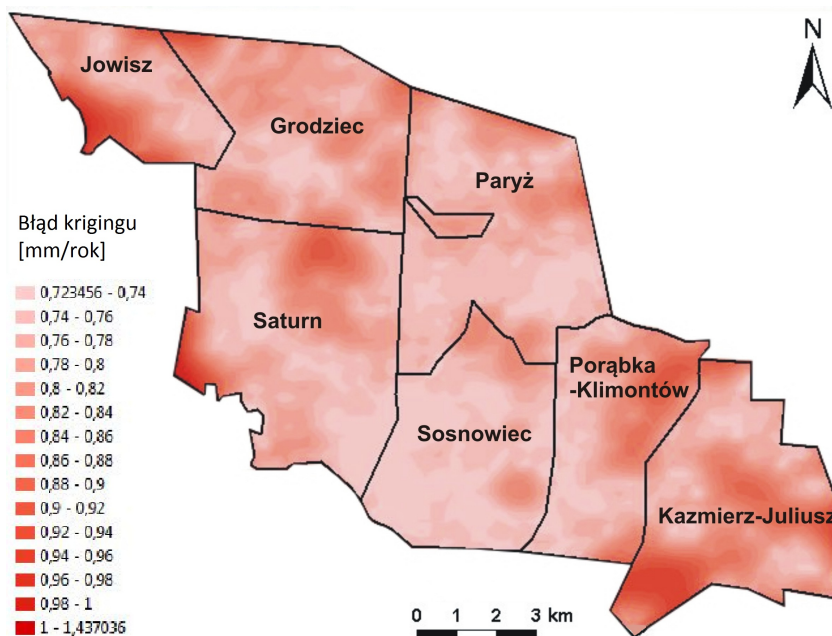 N
Jowisz
Grodziec
Paryż
Błąd krigingu
[mm/rok]
0,723456 - 0,74
0,74 - 0,76
0,76 - 0,78
0,78 - 0,8
0,8 - 0,82
0,82 - 0,84
0,84 - 0,86
0,86 - 0,88
0,88 - 0,9
0,9 - 0,92
0,92 - 0,94
0,94 - 0,96
0,96 - 0,98
0,98 - 1
1 - 1,437036
Saturn
Porąbka
-Klimontów
Sosnowiec
Kazmierz-Juliusz
0 1 2 3 km